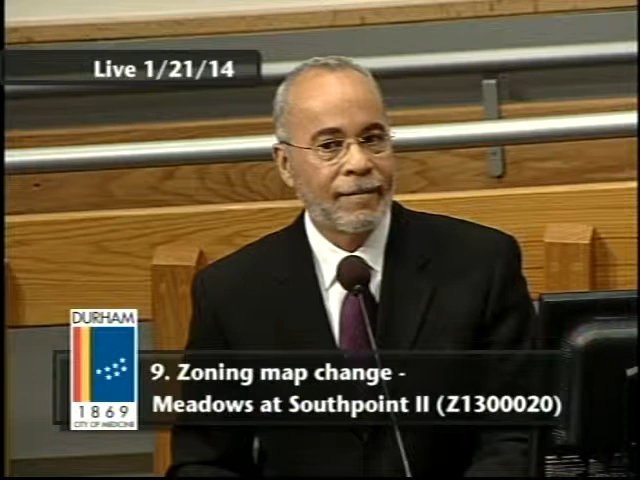 Live 1/21/14
DURHAM
1869
CITY OF MEDICINE
9. Zoning map change -
Meadows at Southpoint II (Z1300020)